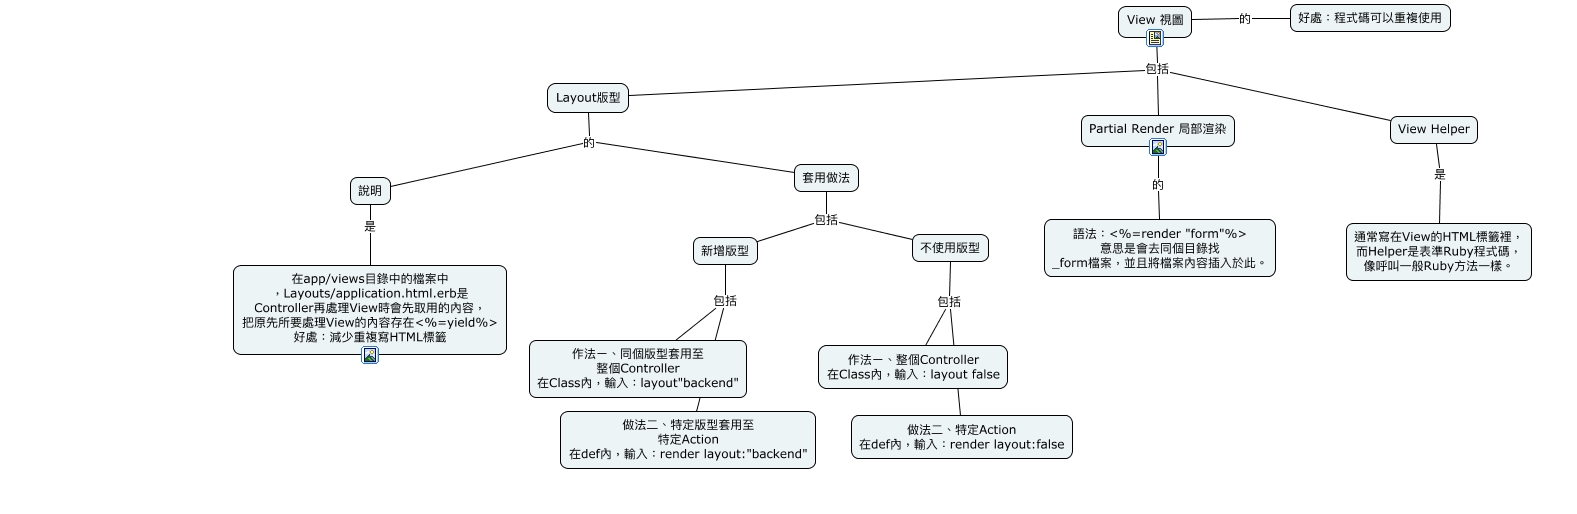 View 視圖
的
好處：程式碼可以重複使用
包括
Layout版型
Partial Render 局部渲染
View Helper
的
說明
套用做法
的
是
是
包括
新增版型
不使用版型
語法：<%=render "form"%>
意思是會去同個目錄找
_form檔案，並且將檔案內容插入於此。
通常寫在View的HTML標籤裡，
而Helper是表準Ruby程式碼，
像呼叫一般Ruby方法一樣。
在app/views目錄中的檔案中
，Layouts/application.html.erb是
Controller再處理View時會先取用的內容，
把原先所要處理View的內容存在<%=yield%>
好處：減少重複寫HTML標籤
包括
包括
作法一、同個版型套用至
整個Controller
在Class內，輸入：layout"backend"
作法一、整個Controller
在Class內，輸入：layout false
做法二、特定版型套用至
特定Action
在def內，輸入：render layout:"backend"
做法二、特定Action
在def內，輸入：render layout:false